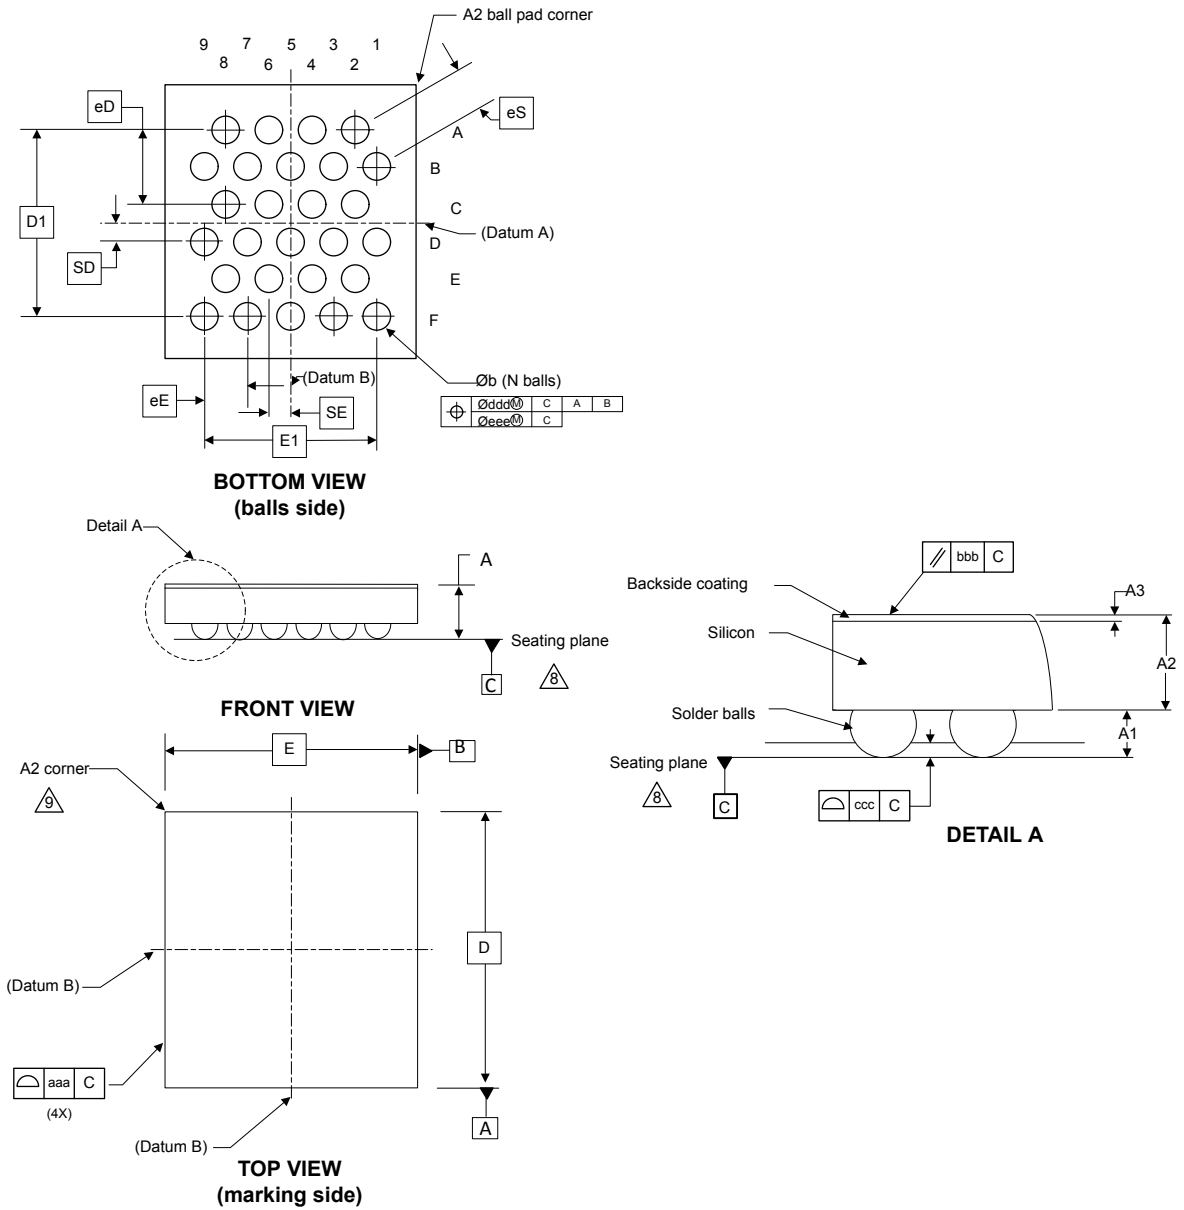 A2 ball pad corner
9 7 5 3 1
8 6 4 2
eD
eS
A
B
C
D1
(Datum A)
D
SD
E
F
(Datum B)
Øb (N balls)
eE
SE
Øddd Ⓜ C A B
Øeee Ⓜ C
E1
BOTTOM VIEW
(balls side)
Detail A
A
Seating plane
C
8
FRONT VIEW
bbb C
Backside coating
A3
Silicon
A2
Solder balls
A1
Seating plane
8
C
ccc C
DETAIL A
E
B
A2 corner
9
D
(Datum B)
aaa C
(4X)
A
(Datum B)
TOP VIEW
(marking side)